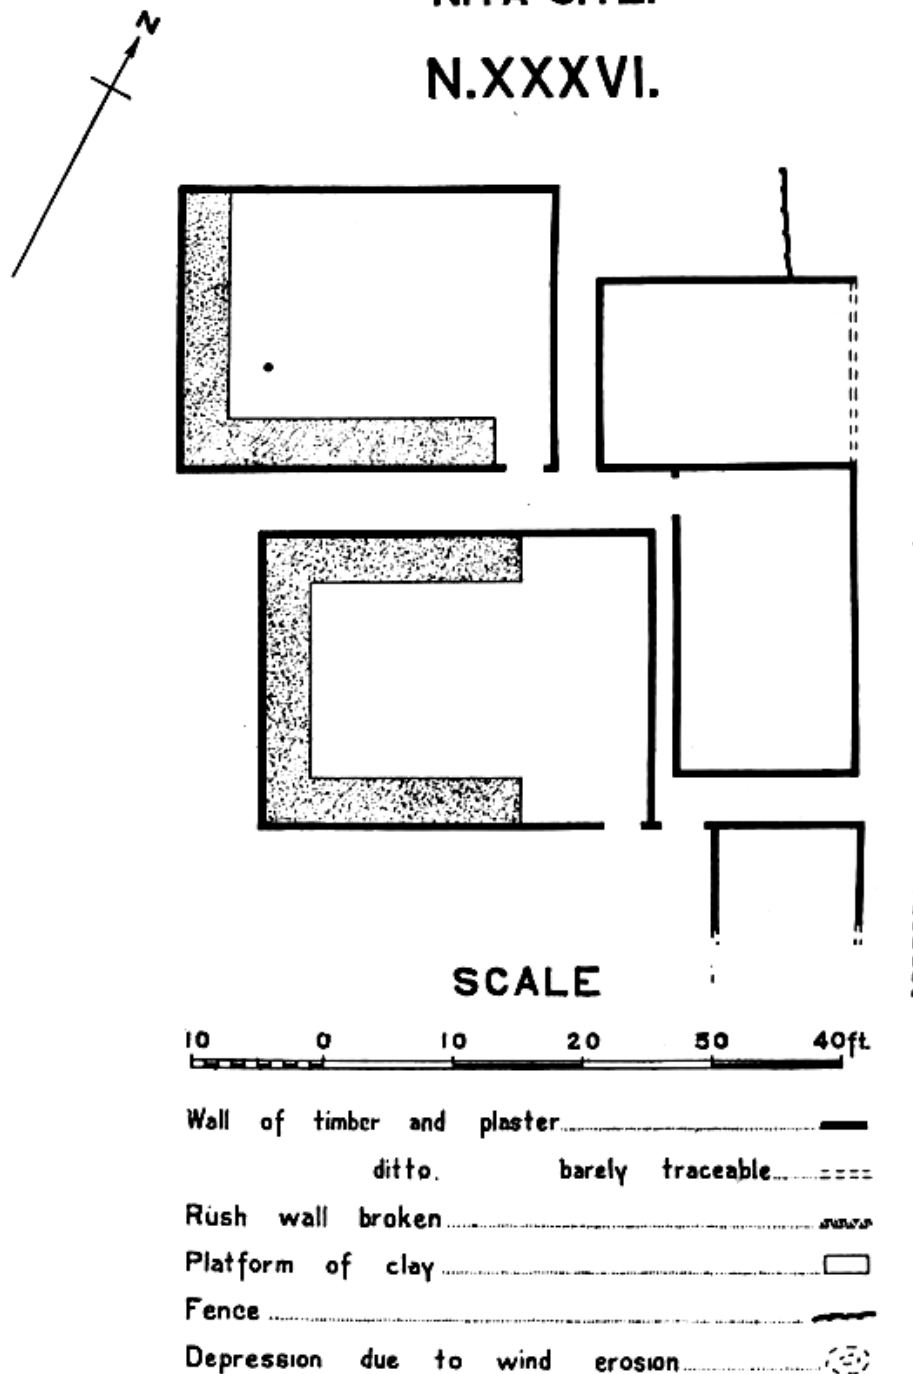 N
N.XXXVI.
SCALE
10 0 10 20 30 40ft.
Wall of timber and plaster
ditto. barely traceable
Rush wall broken
Platform of clay
Fence
Depression due to wind erosion